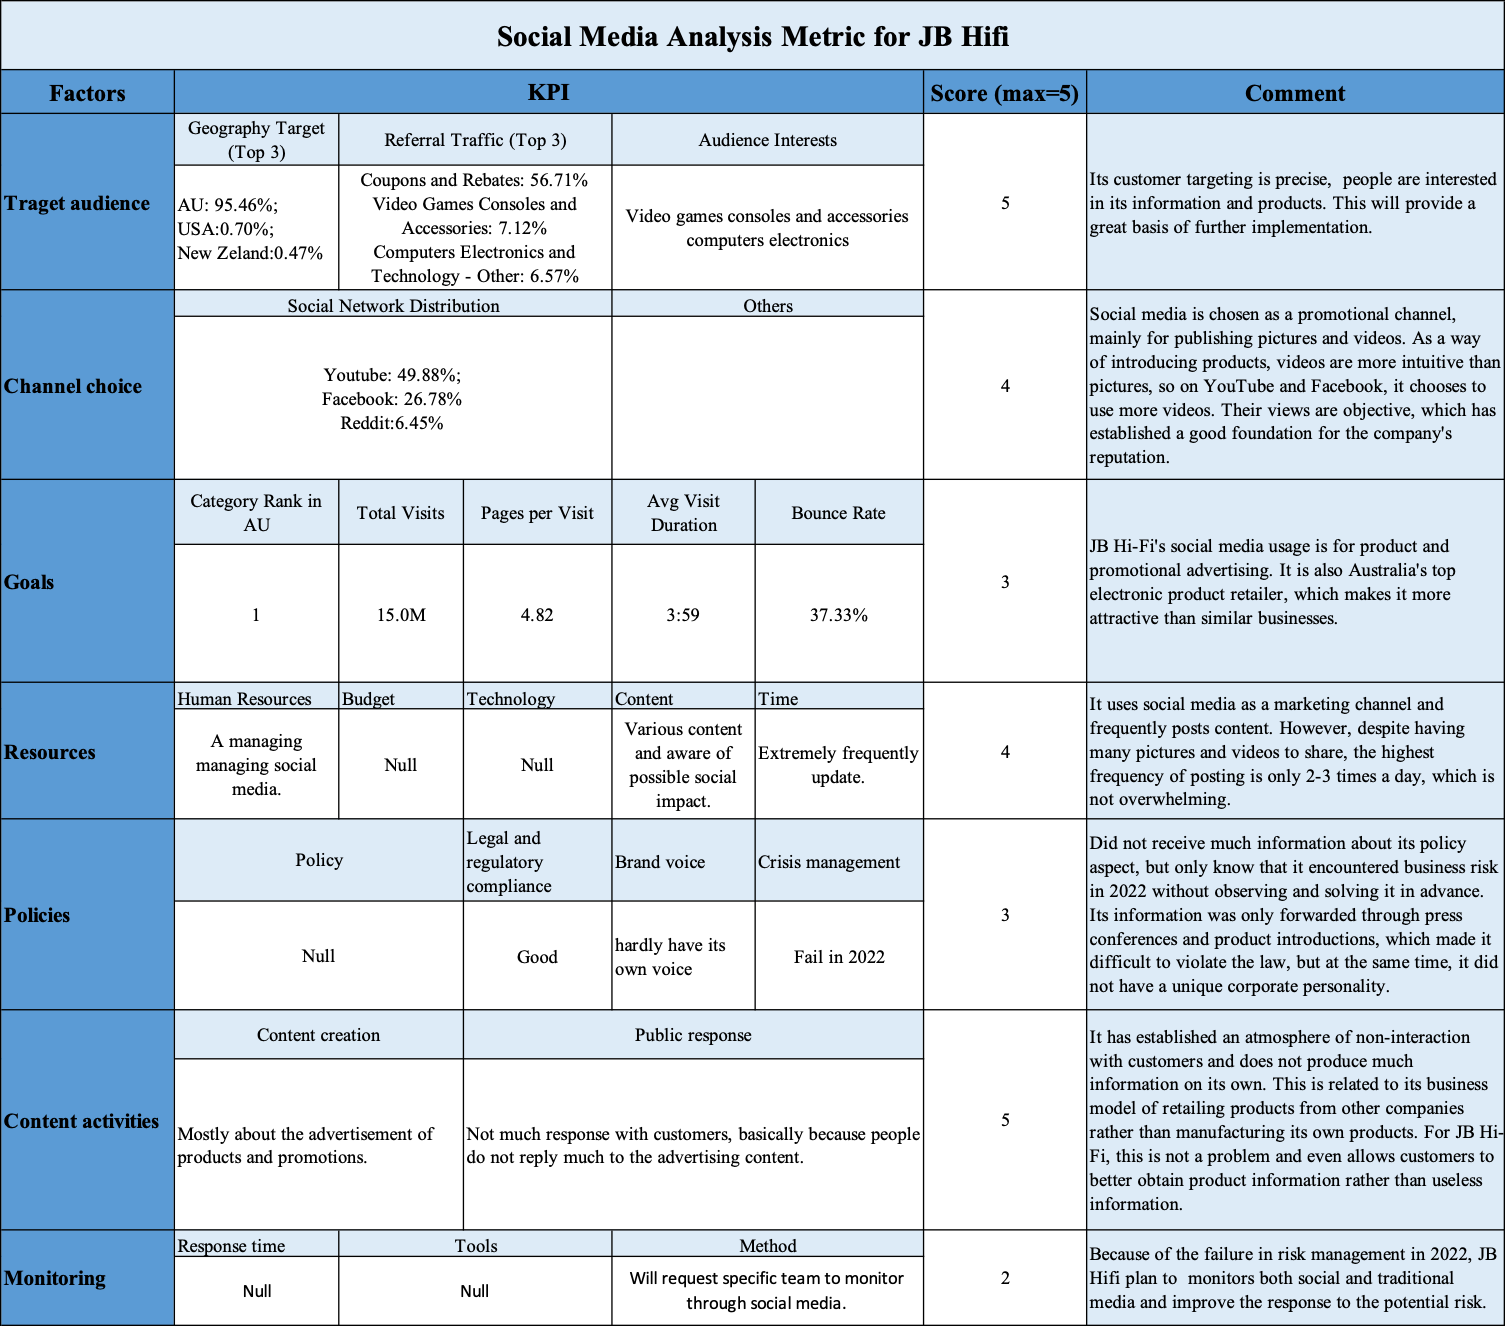 Social Media Analysis Metric for JB Hifi
Factors
KPI
Score (max=5)
Comment
Traget audience
Geography Target
(Top 3)
Referral Traffic (Top 3)
Audience Interests
AU: 95.46%;
USA:0.70%;
New Zeland:0.47%
Coupons and Rebates: 56.71%
Video Games Consoles and
Accessories: 7.12%
Computers Electronics and
Technology - Other: 6.57%
Video games consoles and accessories
computers electronics
5
Its customer targeting is precise,  people are interested
in its information and products. This will provide a
great basis of further implementation.
Channel choice
Social Network Distribution
Others
Youtube: 49.88%;
Facebook: 26.78%
Reddit:6.45%
4
Social media is chosen as a promotional channel,
mainly for publishing pictures and videos. As a way
of introducing products, videos are more intuitive than
pictures, so on YouTube and Facebook, it chooses to
use more videos. Their views are objective, which has
established a good foundation for the company's
reputation.
Goals
Category Rank in
AU
Total Visits
Pages per Visit
Avg Visit
Duration
Bounce Rate
1
15.0M
4.82
3:59
37.33%
3
JB Hi-Fi's social media usage is for product and
promotional advertising. It is also Australia's top
electronic product retailer, which makes it more
attractive than similar businesses.
Resources
Human Resources
Budget
Technology
Content
Time
A managing
managing social
media.
Null
Null
Various content
and aware of
possible social
impact.
Extremely frequently
update.
4
It uses social media as a marketing channel and
frequently posts content. However, despite having
many pictures and videos to share, the highest
frequency of posting is only 2-3 times a day, which is
not overwhelming.
Policies
Policy
Legal and
regulatory
compliance
Brand voice
Crisis management
Null
Good
hardly have its
own voice
Fail in 2022
3
Did not receive much information about its policy
aspect, but only know that it encountered business risk
in 2022 without observing and solving it in advance.
Its information was only forwarded through press
conferences and product introductions, which made it
difficult to violate the law, but at the same time, it did
not have a unique corporate personality.
Content activities
Content creation
Public response
Mostly about the advertisement of
products and promotions.
Not much response with customers, basically because people
do not reply much to the advertising content.
5
It has established an atmosphere of non-interaction
with customers and does not produce much
information on its own. This is related to its business
model of retailing products from other companies
rather than manufacturing its own products. For JB Hi-
Fi, this is not a problem and even allows customers to
better obtain product information rather than useless
information.
Monitoring
Response time
Tools
Method
Null
Null
Will request specific team to monitor
through social media.
2
Because of the failure in risk management in 2022, JB
Hifi plan to  monitors both social and traditional
media and improve the response to the potential risk.